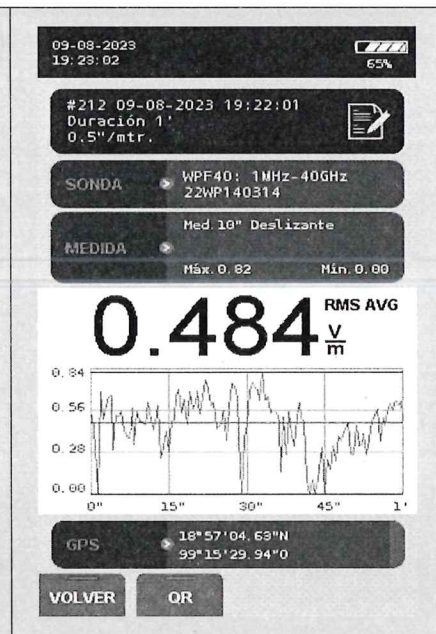 09-08-2023
19:23:02
65%
#212 09-08-2023 19:22:01
Duración 1'
0.5"/mtr.
SONDA
WPF40: 1MHz-40GHz
22WP140314
MEDIDA
Med.10" Deslizante
Máx.0.82 Mín.0.00
0.484 RMS AVG
V
m
0.84
0.56
0.28
0.00
0" 15" 30" 45" 1'
GPS
18°57'04.63"N
99°15'29.94"O
VOLVER QR